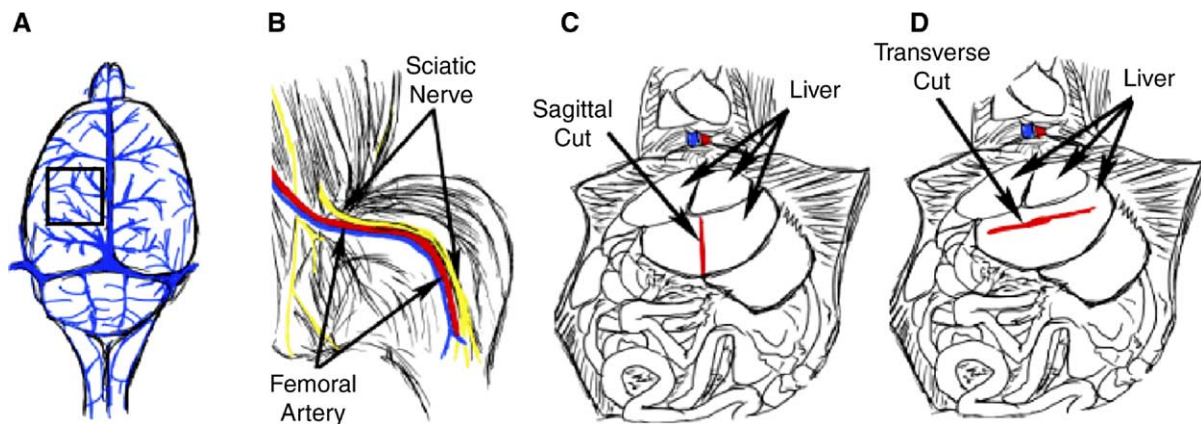 A
B
C
D
Sciatic
Nerve
Femoral
Artery
Sagittal
Cut
Liver
Transverse
Cut
Liver